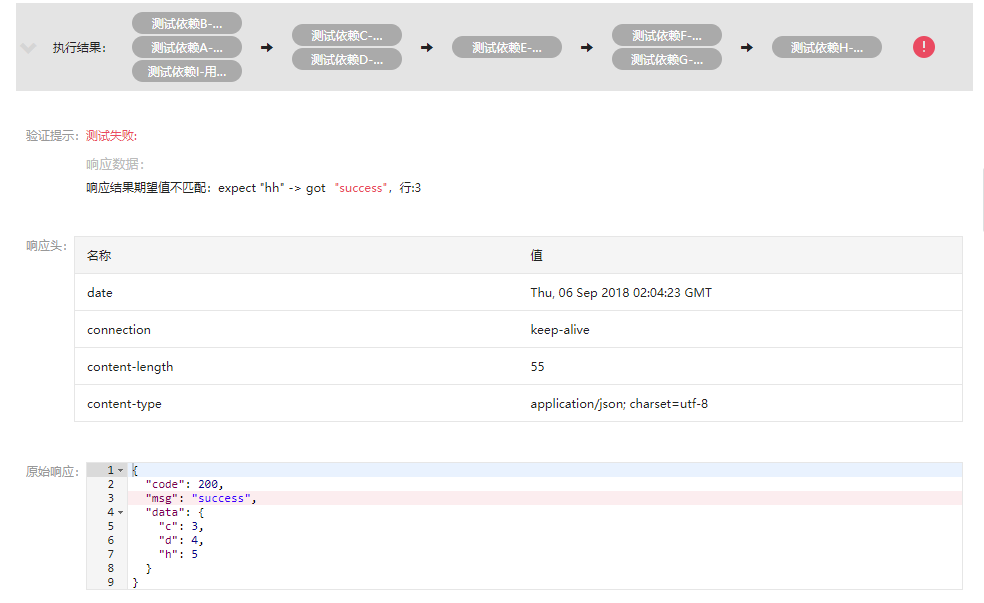 执行结果：
测试依赖B-...
测试依赖A-...
测试依赖I-用...
测试依赖C-...
测试依赖D-...
测试依赖E-...
测试依赖F-...
测试依赖G-...
测试依赖H-...
!
验证提示： 测试失败:
响应数据：
响应结果期望值不匹配：expect "hh" -> got "success"，行:3
响应头：
名称 值
date Thu, 06 Sep 2018 02:04:23 GMT
connection keep-alive
content-length 55
content-type application/json; charset=utf-8
原始响应：
1 {
2 "code": 200,
3 "msg": "success",
4 "data": {
5 "c": 3,
6 "d": 4,
7 "h": 5
8 }
9 }